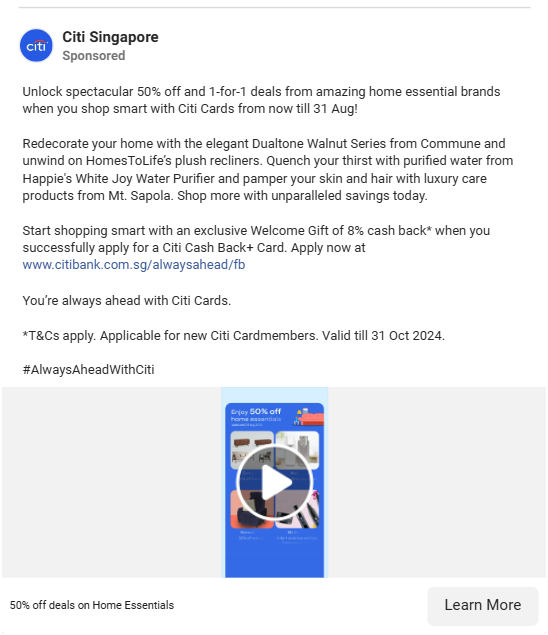 citi
Citi Singapore
Sponsored
Unlock spectacular 50% off and 1-for-1 deals from amazing home essential brands
when you shop smart with Citi Cards from now till 31 Aug!
Redecorate your home with the elegant Dualtone Walnut Series from Commune and
unwind on HomesToLife’s plush recliners. Quench your thirst with purified water from
Happie's White Joy Water Purifier and pamper your skin and hair with luxury care
products from Mt. Sapola. Shop more with unparalleled savings today.
Start shopping smart with an exclusive Welcome Gift of 8% cash back* when you
successfully apply for a Citi Cash Back+ Card. Apply now at
www.citibank.com.sg/alwaysahead/fb
You’re always ahead with Citi Cards.
*T&Cs apply. Applicable for new Citi Cardmembers. Valid till 31 Oct 2024.
#AlwaysAheadWithCiti
Enjoy 50% off
home essentials
50% off deals on Home Essentials
Learn More